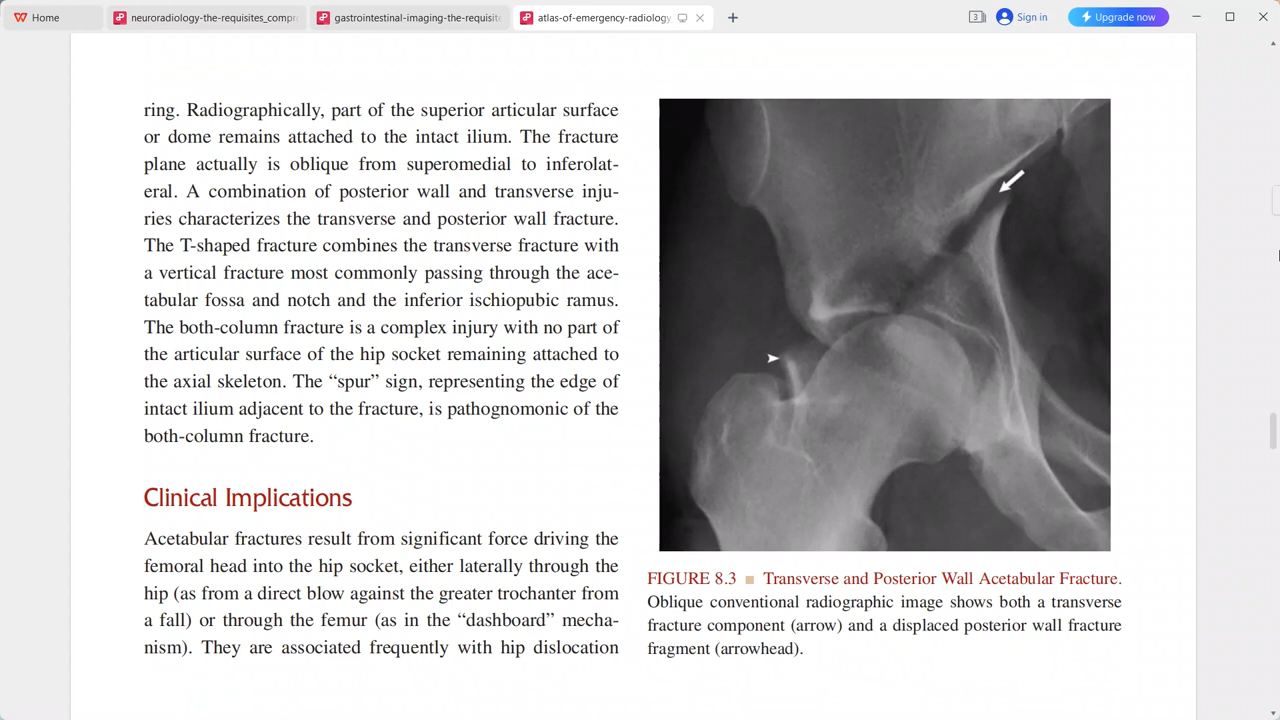 Home
neuroradiology-the-requisites_compr
gastrointestinal-imaging-the-requisite
atlas-of-emergency-radiology
3
Sign in
Upgrade now
ring. Radiographically, part of the superior articular surface
or dome remains attached to the intact ilium. The fracture
plane actually is oblique from superomedial to inferolat-
eral. A combination of posterior wall and transverse inju-
ries characterizes the transverse and posterior wall fracture.
The T-shaped fracture combines the transverse fracture with
a vertical fracture most commonly passing through the ace-
tabular fossa and notch and the inferior ischiopubic ramus.
The both-column fracture is a complex injury with no part of
the articular surface of the hip socket remaining attached to
the axial skeleton. The “spur” sign, representing the edge of
intact ilium adjacent to the fracture, is pathognomonic of the
both-column fracture.
Clinical Implications
Acetabular fractures result from significant force driving the
femoral head into the hip socket, either laterally through the
hip (as from a direct blow against the greater trochanter from
a fall) or through the femur (as in the “dashboard” mecha-
nism). They are associated frequently with hip dislocation
FIGURE 8.3 ■ Transverse and Posterior Wall Acetabular Fracture.
Oblique conventional radiographic image shows both a transverse
fracture component (arrow) and a displaced posterior wall fracture
fragment (arrowhead).